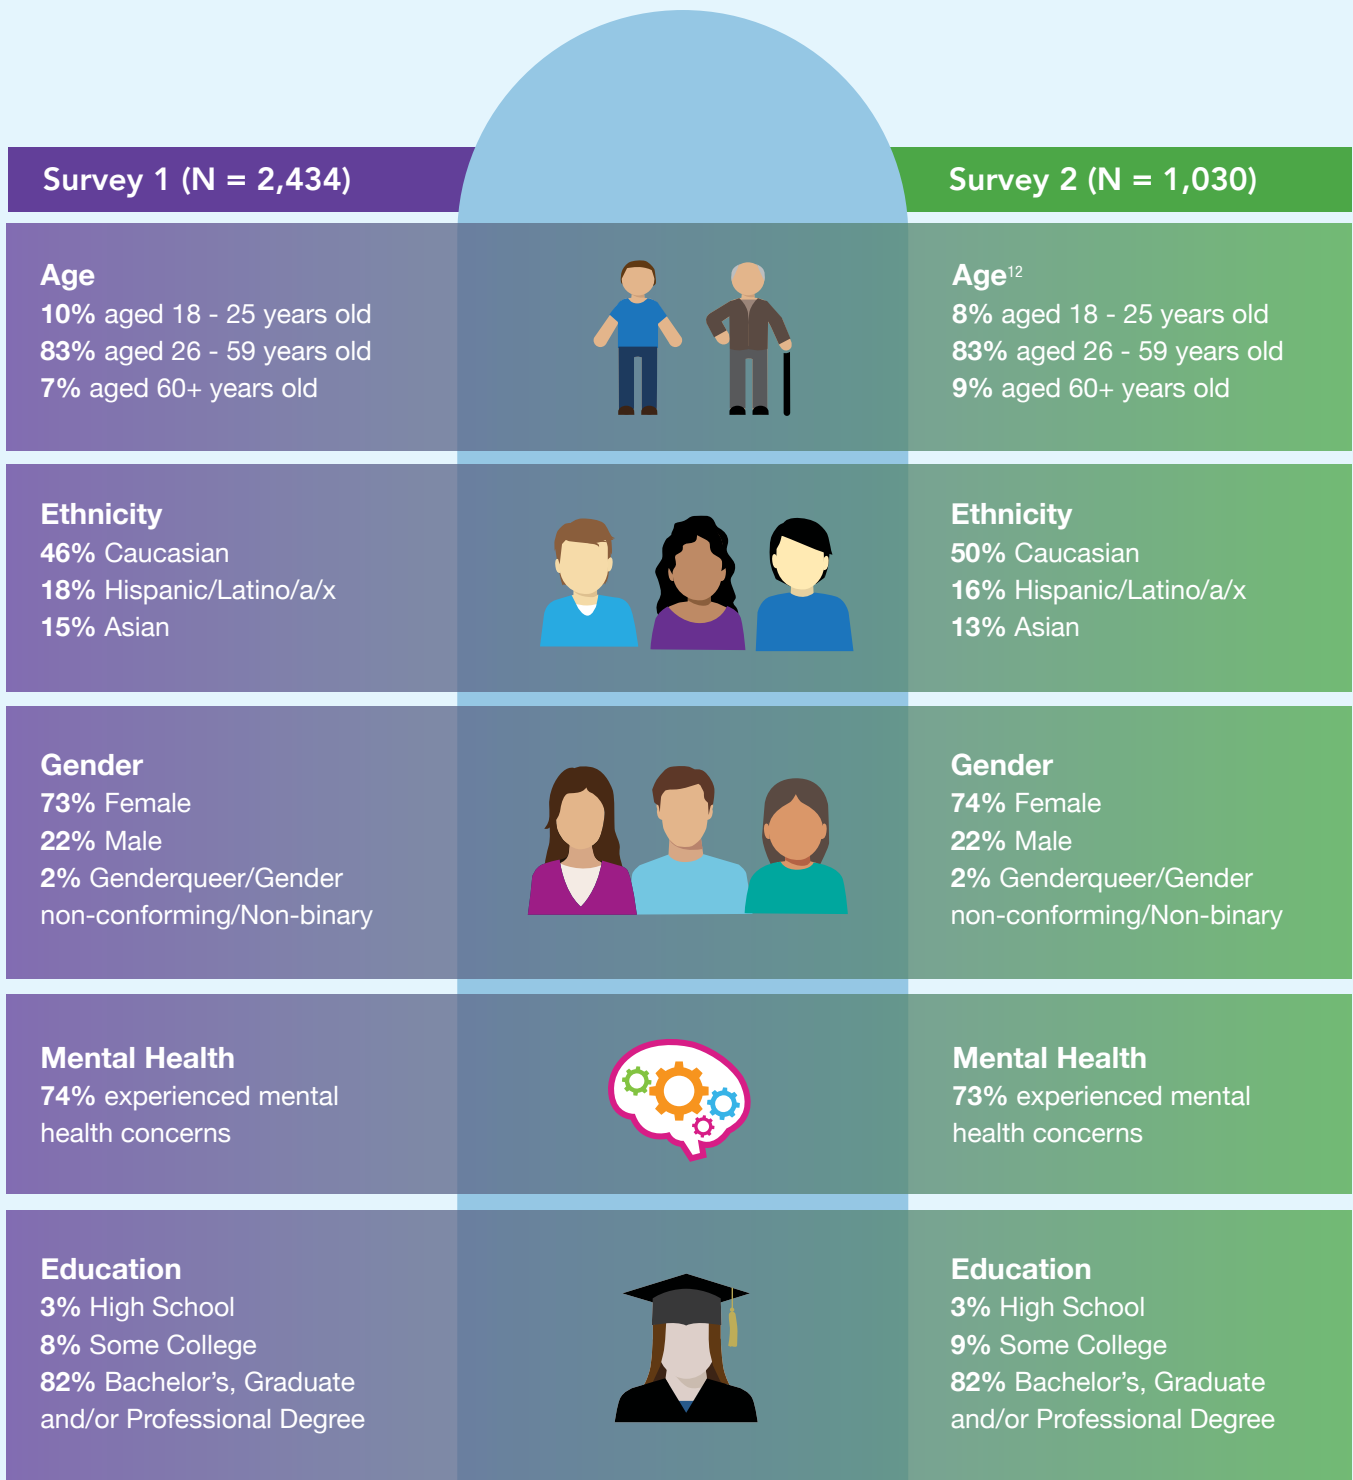 Survey 1 (N = 2,434)
Survey 2 (N = 1,030)
Age
10% aged 18 - 25 years old
83% aged 26 - 59 years old
7% aged 60+ years old
Age12
8% aged 18 - 25 years old
83% aged 26 - 59 years old
9% aged 60+ years old
Ethnicity
46% Caucasian
18% Hispanic/Latino/a/x
15% Asian
Ethnicity
50% Caucasian
16% Hispanic/Latino/a/x
13% Asian
Gender
73% Female
22% Male
2% Genderqueer/Gender
non-conforming/Non-binary
Gender
74% Female
22% Male
2% Genderqueer/Gender
non-conforming/Non-binary
Mental Health
74% experienced mental
health concerns
Mental Health
73% experienced mental
health concerns
Education
3% High School
8% Some College
82% Bachelor’s, Graduate
and/or Professional Degree
Education
3% High School
9% Some College
82% Bachelor’s, Graduate
and/or Professional Degree